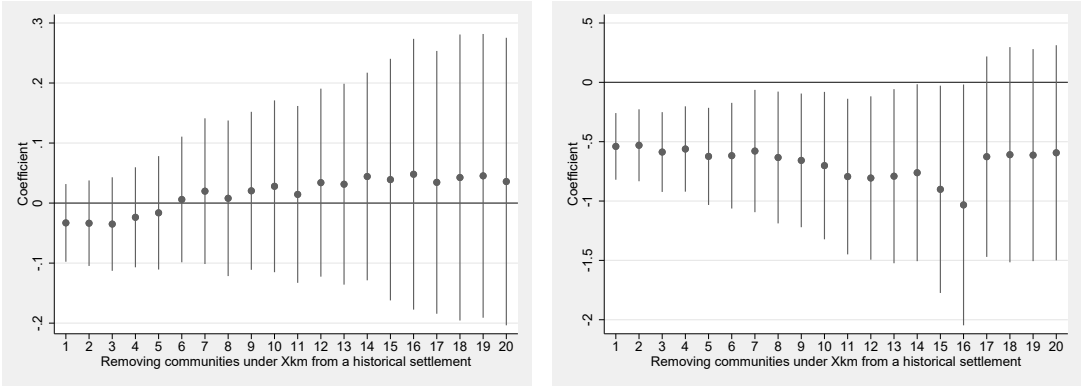 Coefficient
.3
.2
.1
0
-.1
-.2
1 2 3 4 5 6 7 8 9 10 11 12 13 14 15 16 17 18 19 20
Removing communities under Xkm from a historical settlement
Coefficient
.5
0
-.5
-1
-1.5
-2
1 2 3 4 5 6 7 8 9 10 11 12 13 14 15 16 17 18 19 20
Removing communities under Xkm from a historical settlement